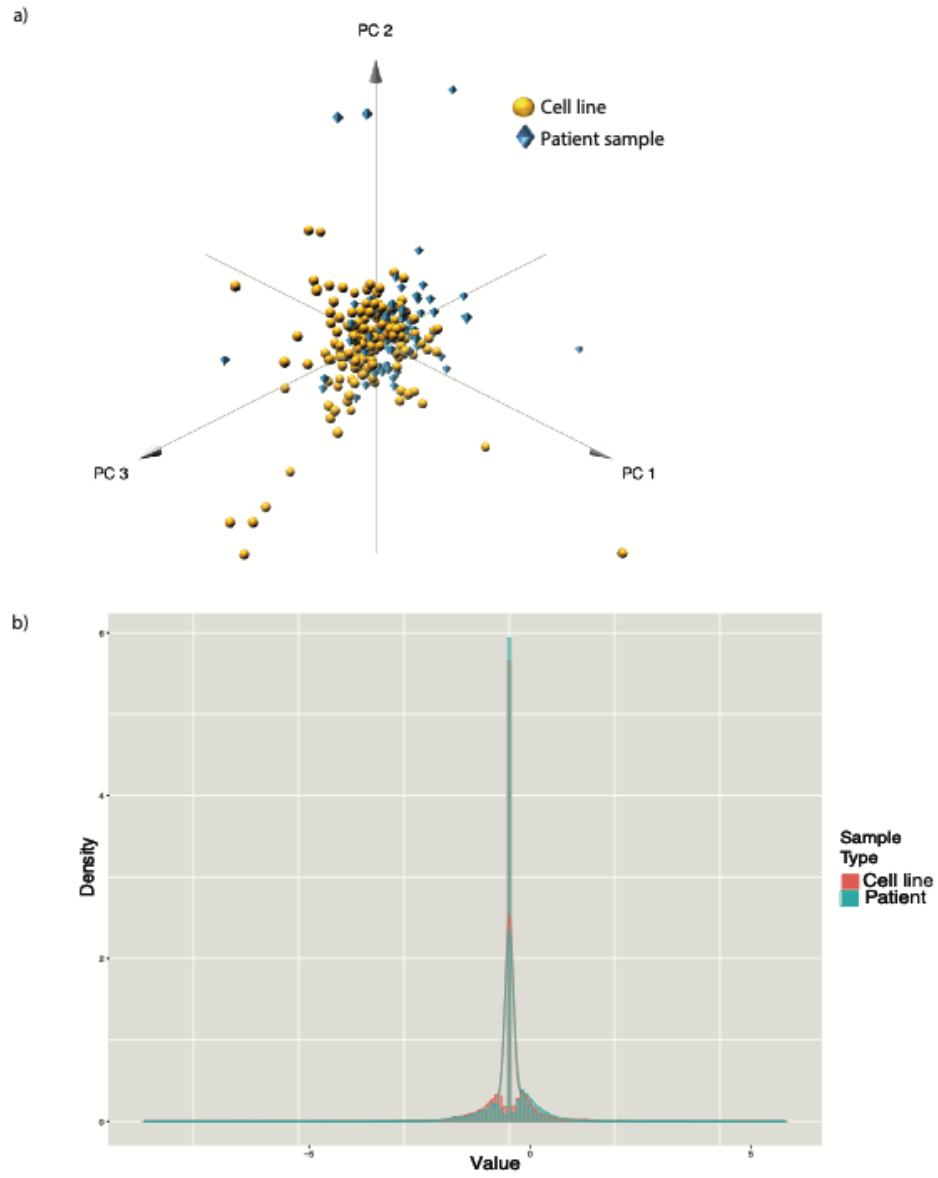 a)
PC 2
Cell line
Patient sample
PC 3
PC 1
b)
6
4
2
0
Density
-5
0
5
Value
Sample
Type
Cell line
Patient